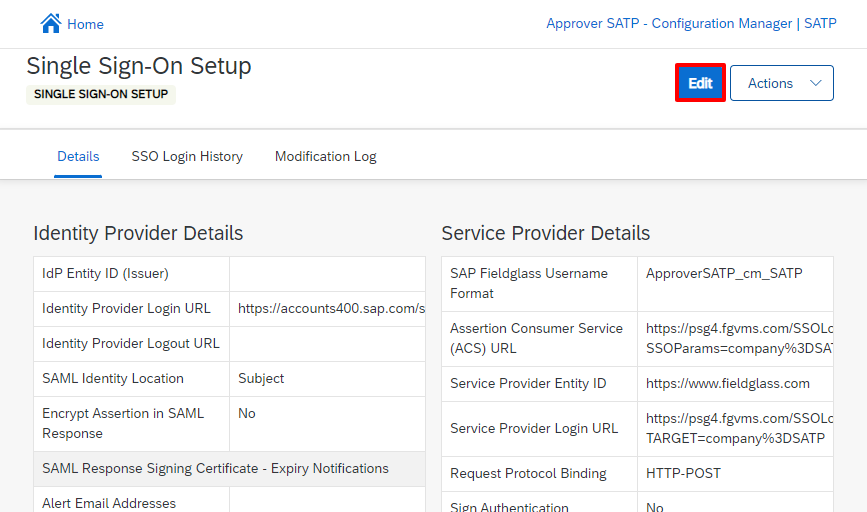 Home
Approver SATP - Configuration Manager | SATP
Single Sign-On Setup
SINGLE SIGN-ON SETUP
Edit
Actions
Details
SSO Login History
Modification Log
Identity Provider Details
IdP Entity ID (Issuer)
Identity Provider Login URL
https://accounts400.sap.com/s
Identity Provider Logout URL
SAML Identity Location
Subject
Encrypt Assertion in SAML
Response
No
SAML Response Signing Certificate - Expiry Notifications
Alert Email Addresses
Service Provider Details
SAP Fieldglass Username
Format
ApproverSATP_cm_SATP
Assertion Consumer Service
(ACS) URL
https://psg4.fgvms.com/SSOLo
SSOParams=company%3DSAT
Service Provider Entity ID
https://www.fieldglass.com
Service Provider Login URL
https://psg4.fgvms.com/SSOLo
TARGET=company%3DSATP
Request Protocol Binding
HTTP-POST
Sign Authentication
No